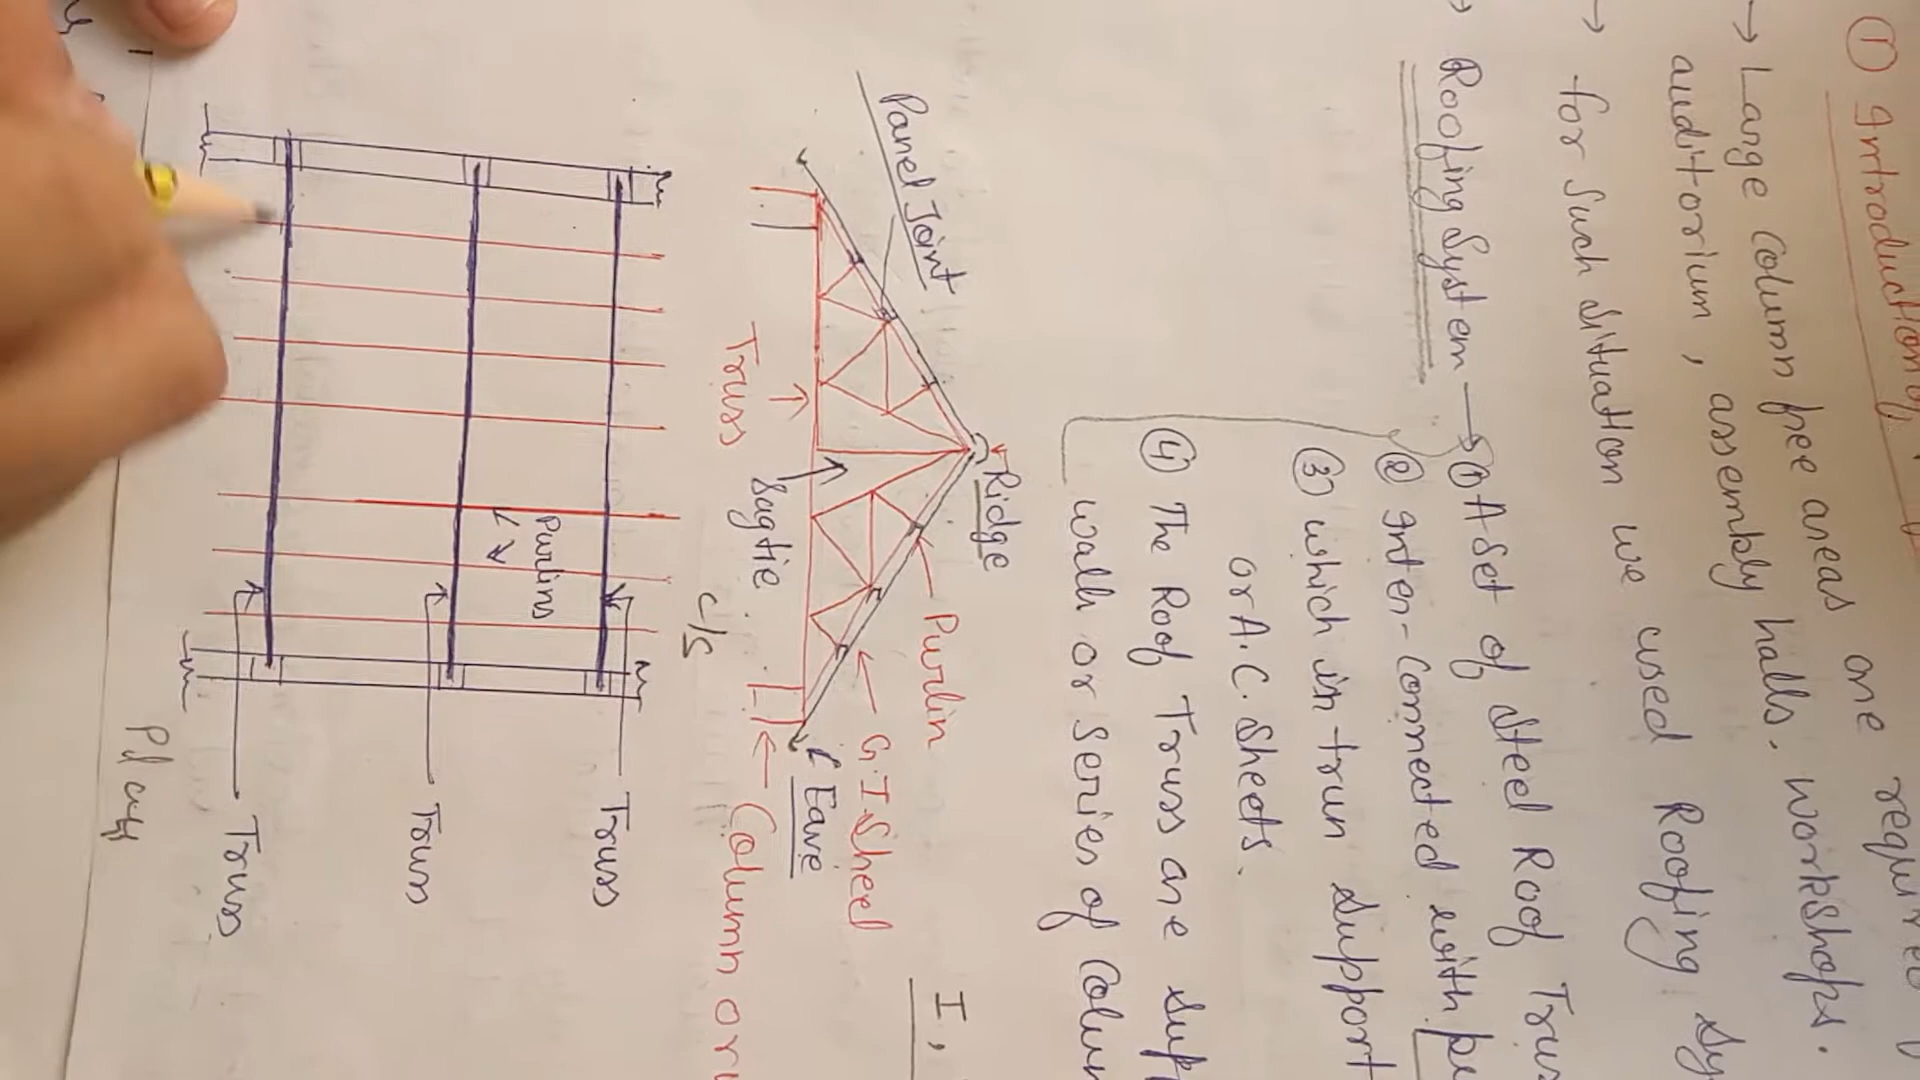 ① Introduction
→ Large Column free areas are required
auditorium, assembly halls. Workshops.
→ for Such Situation we used Roofing Sy
→ Roofing System → ① A Set of Steel Roof Trus
② Inter-Connected with pu
③ which in trun Support
or A.C. Sheets.
④ The Roof Truss are Sup
walls or Series of Colum
Ridge
Panel Joint
Purlin
G.I. Sheet
Eave
Sagtie
Truss
Column or
I,
C/S
Purlins
Truss
Truss
Truss
Plan